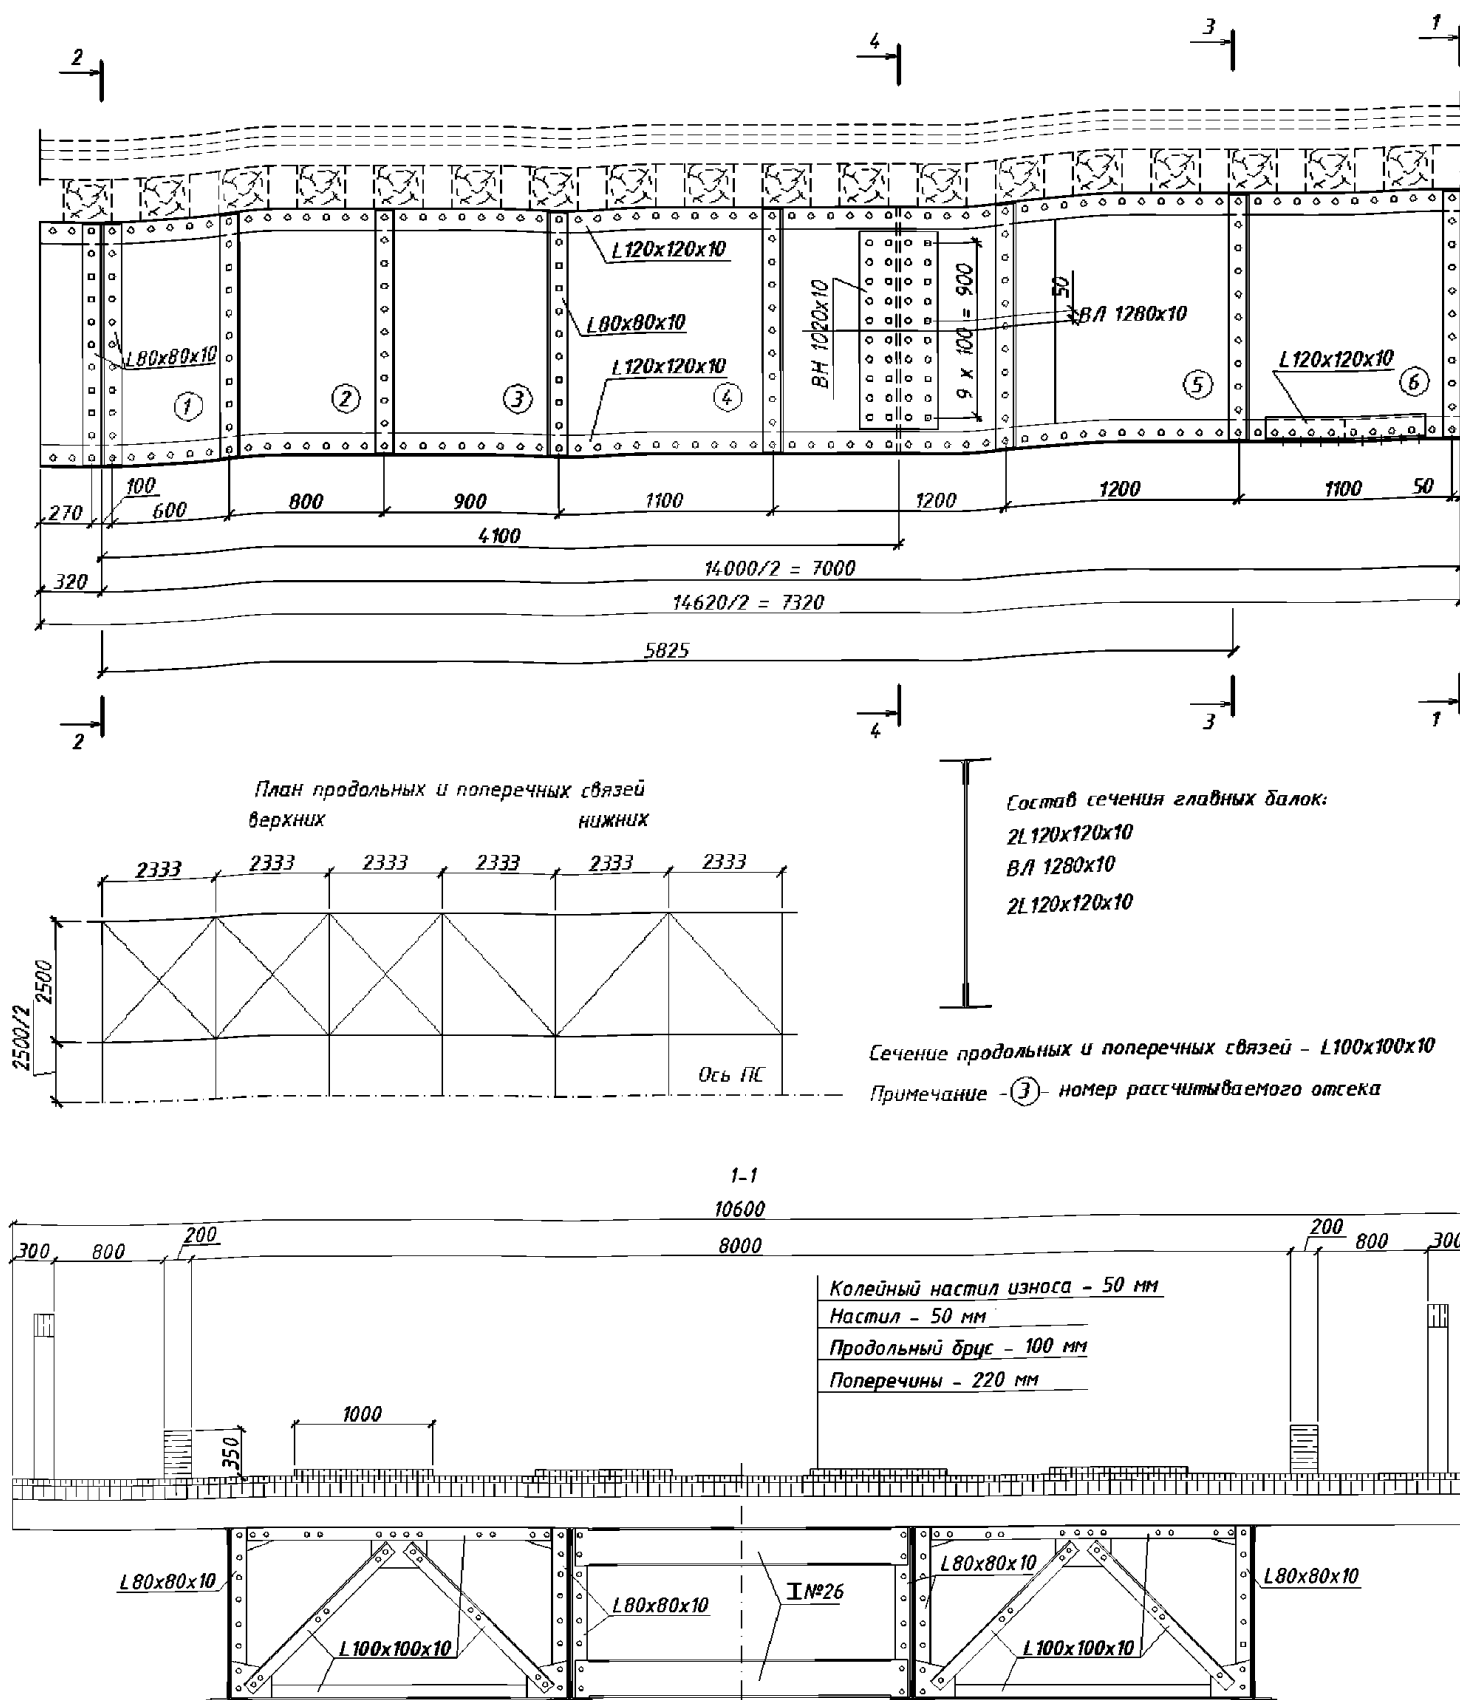 2
4
3
1
L120x120x10
L80x80x10
L120x120x10
L80x80x10
ВН 1020x10
9 x 100 = 900
50
ВЛ 1280x10
L120x120x10
1
2
3
4
5
6
270
100
600
800
900
1100
1200
1200
1100
50
4100
320
14000/2 = 7000
14620/2 = 7320
5825
2
4
3
1
План продольных и поперечных связей
верхних
нижних
2333
2333
2333
2333
2333
2333
2500
2500/2
Ось ПС
Состав сечения главных балок:
2L120x120x10
ВЛ 1280x10
2L120x120x10
Сечение продольных и поперечных связей - L100x100x10
Примечание - 3 - номер рассчитываемого отсека
1-1
10600
300
800
200
8000
200
800
300
Колейный настил износа - 50 мм
Настил - 50 мм
Продольный брус - 100 мм
Поперечины - 220 мм
1000
350
L80x80x10
L100x100x10
L80x80x10
I №26
L80x80x10
L100x100x10
L80x80x10